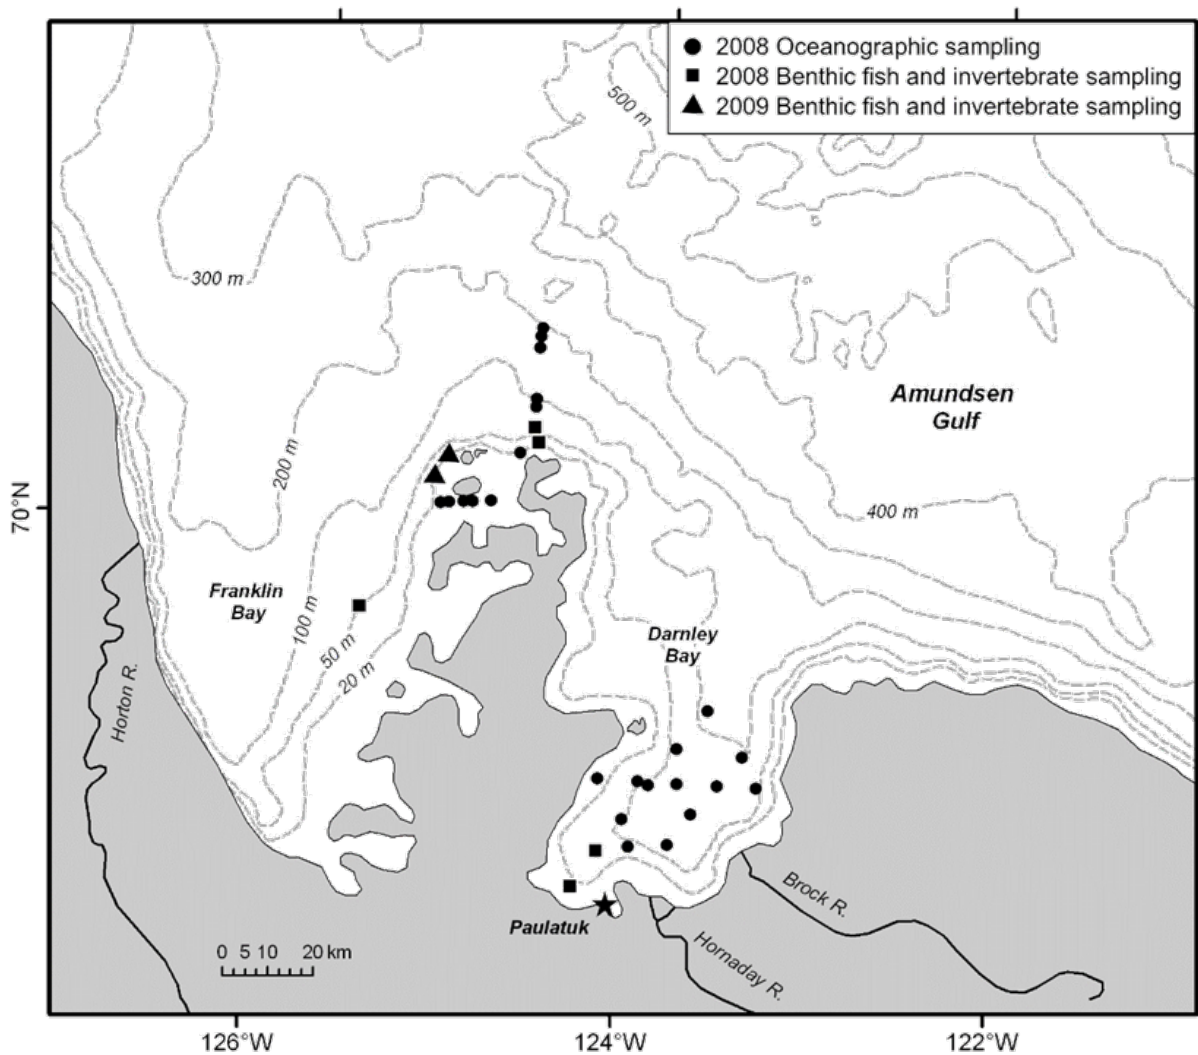 2008 Oceanographic sampling
2008 Benthic fish and invertebrate sampling
2009 Benthic fish and invertebrate sampling
500 m
300 m
Amundsen
Gulf
200 m
70°N
400 m
Franklin
Bay
100 m
50 m
20 m
Darnley
Bay
Horton R.
Brock R.
Paulatuk
Hornaday R.
0 5 10 20 km
126°W
124°W
122°W